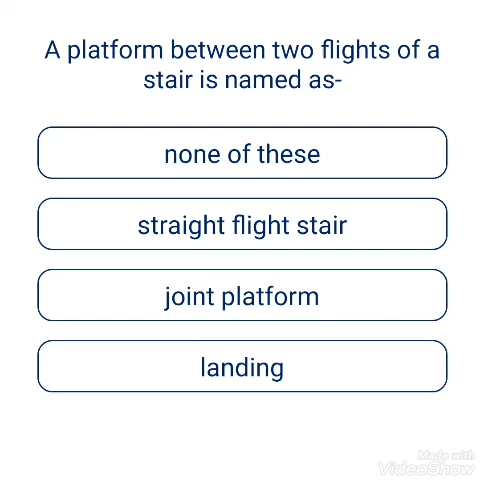 A platform between two flights of a
stair is named as-
none of these
straight flight stair
joint platform
landing
Made with
VideoShow